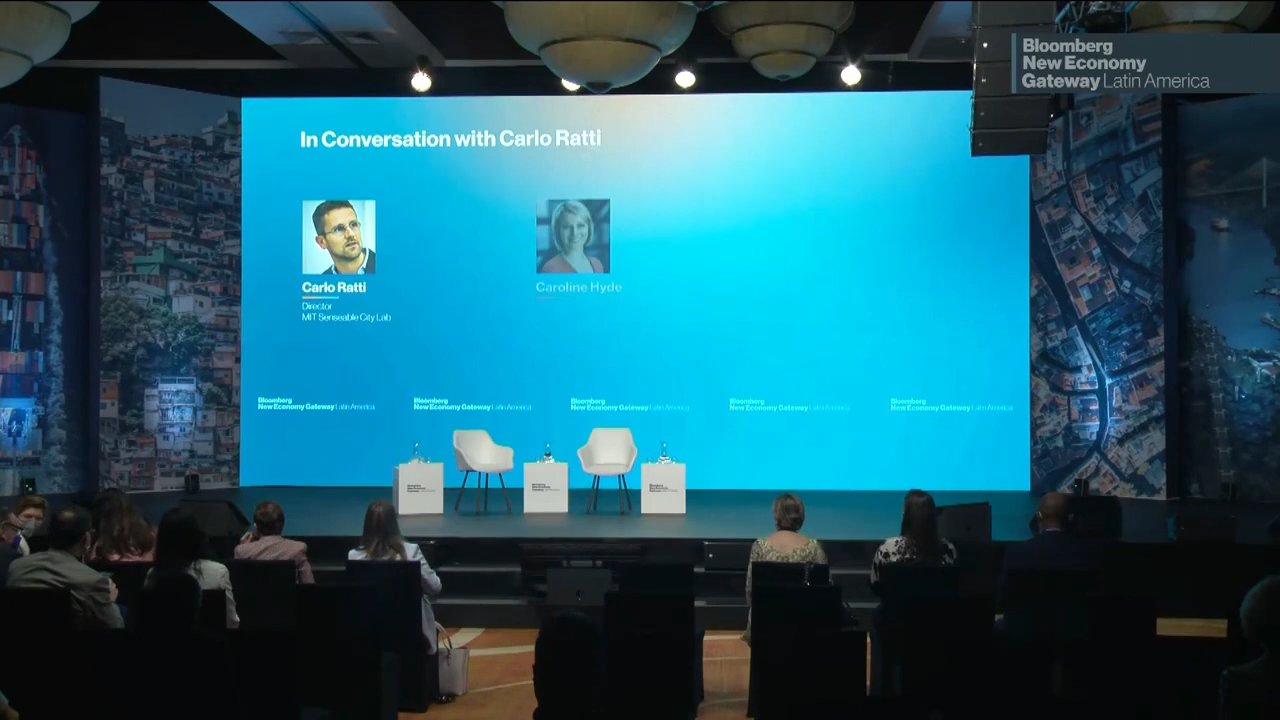 Bloomberg
New Economy
Gateway Latin America
In Conversation with Carlo Ratti
Carlo Ratti
Director
MIT Senseable City Lab
Caroline Hyde
Bloomberg
New Economy Gateway Latin America
Bloomberg
New Economy Gateway Latin America
Bloomberg
New Economy Gateway Latin America
Bloomberg
New Economy Gateway Latin America
Bloomberg
New Economy Gateway Latin America